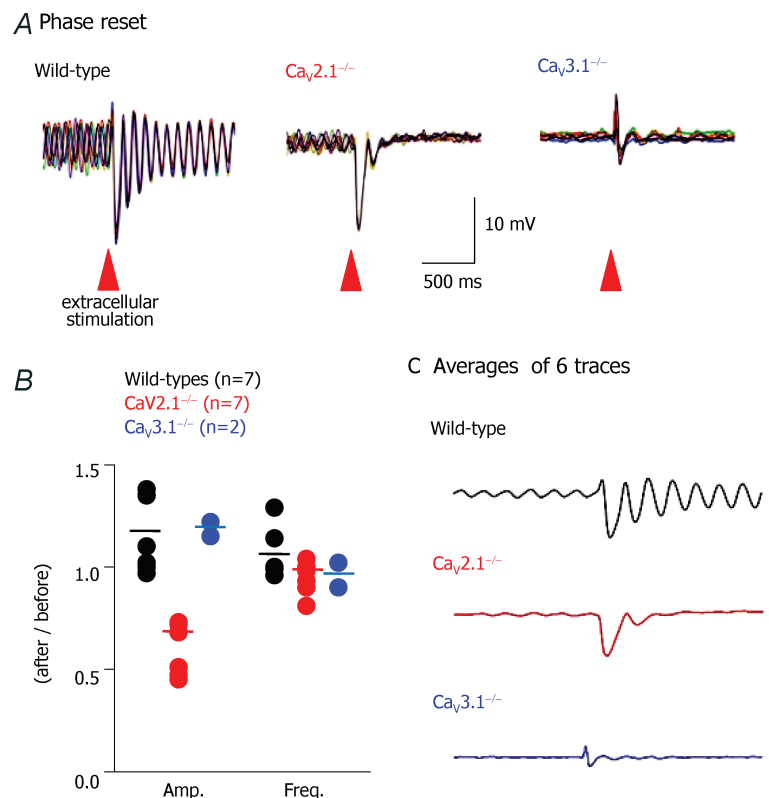 A Phase reset
Wild-type
CaV2.1−/−
CaV3.1−/−
10 mV
500 ms
extracellular
stimulation
B
Wild-types (n=7)
CaV2.1−/− (n=7)
CaV3.1−/− (n=2)
1.5
1.0
0.5
0.0
(after / before)
Amp.
Freq.
C Averages of 6 traces
Wild-type
CaV2.1−/−
CaV3.1−/−